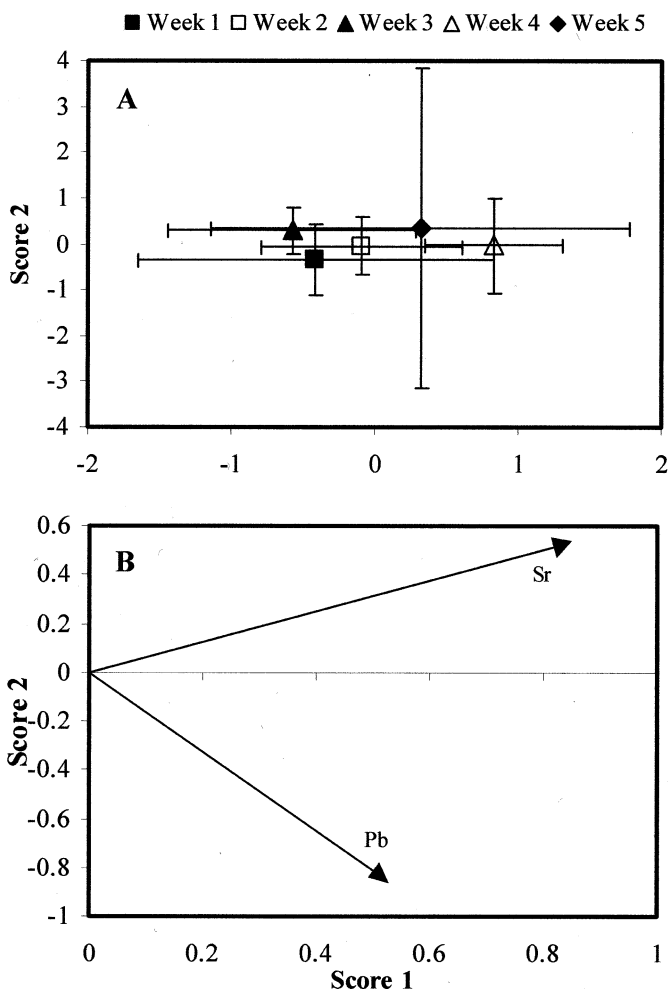 ■ Week 1 □ Week 2 ▲ Week 3 △ Week 4 ◆ Week 5
A
4
3
2
1
0
-1
-2
-3
-4
Score 2
-2 -1 0 1 2
B
0.6
0.4
0.2
0
-0.2
-0.4
-0.6
-0.8
-1
Score 2
Sr
Pb
0 0.2 0.4 0.6 0.8 1
Score 1